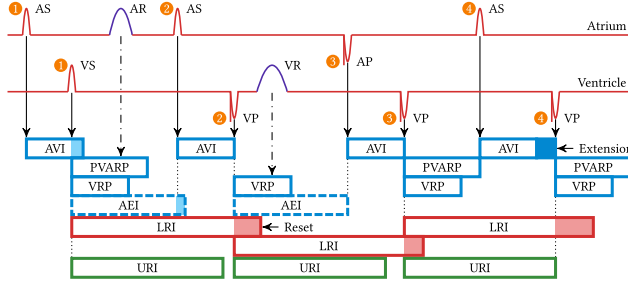 1 AS AR 2 AS 4 AS
Atrium
3 AP
1 VS VR
Ventricle
2 VP 3 VP 4 VP
AVI AVI AVI AVI Extension
PVARP PVARP PVARP
VRP VRP VRP VRP
AEI AEI
LRI Reset LRI
LRI
URI URI URI